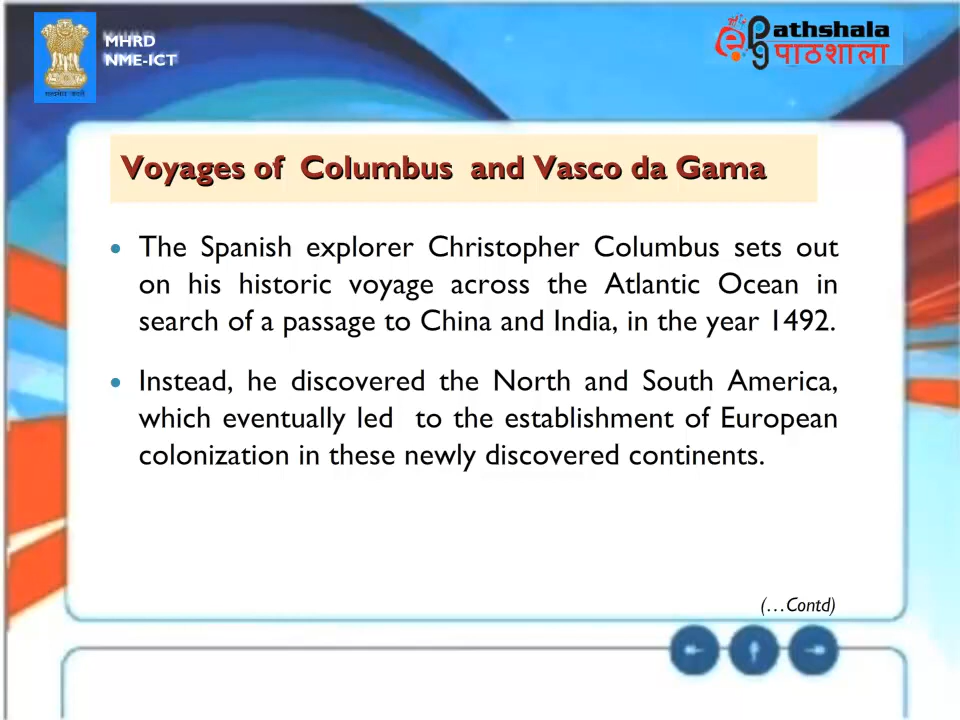 MHRD
NME-ICT
athshala
पाठशाला
Voyages of Columbus and Vasco da Gama
• The Spanish explorer Christopher Columbus sets out
on his historic voyage across the Atlantic Ocean in
search of a passage to China and India, in the year 1492.
• Instead, he discovered the North and South America,
which eventually led to the establishment of European
colonization in these newly discovered continents.
(...Contd)